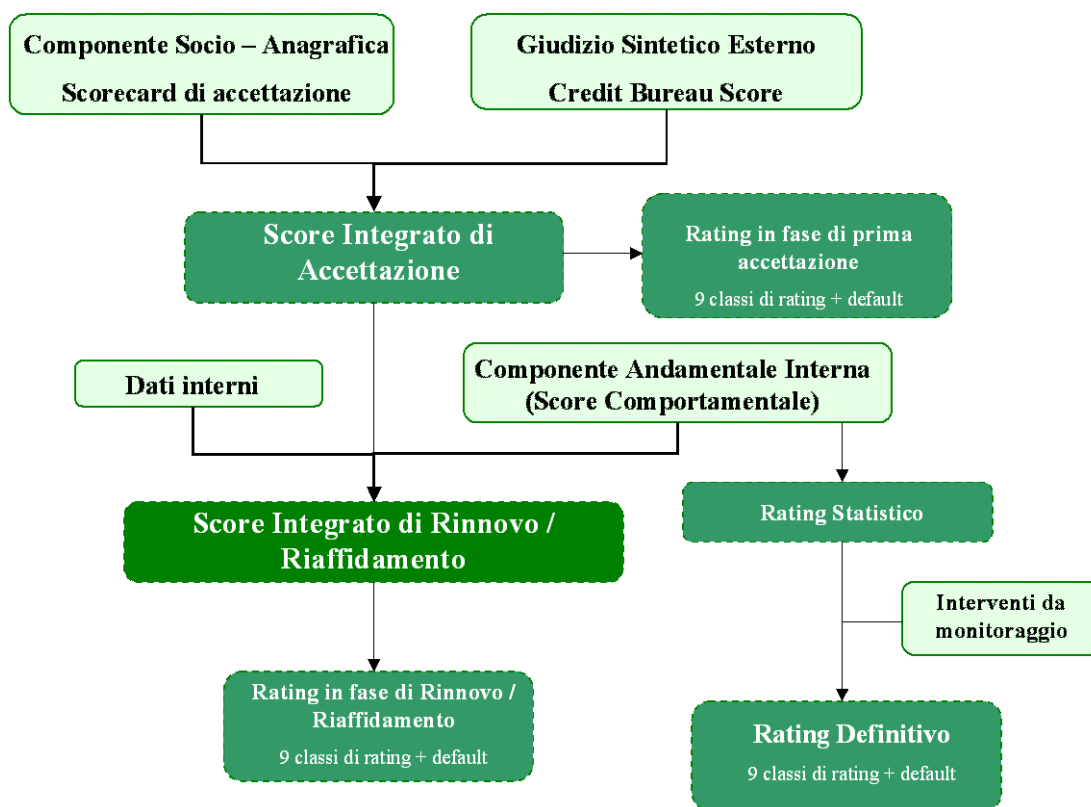 Componente Socio – Anagrafica
Scorecard di accettazione
Giudizio Sintetico Esterno
Credit Bureau Score
Score Integrato di
Accettazione
Rating in fase di prima
accettazione
9 classi di rating + default
Dati interni
Componente Andamentale Interna
(Score Comportamentale)
Score Integrato di Rinnovo /
Riaffidamento
Rating Statistico
Interventi da
monitoraggio
Rating in fase di Rinnovo /
Riaffidamento
9 classi di rating + default
Rating Definitivo
9 classi di rating + default